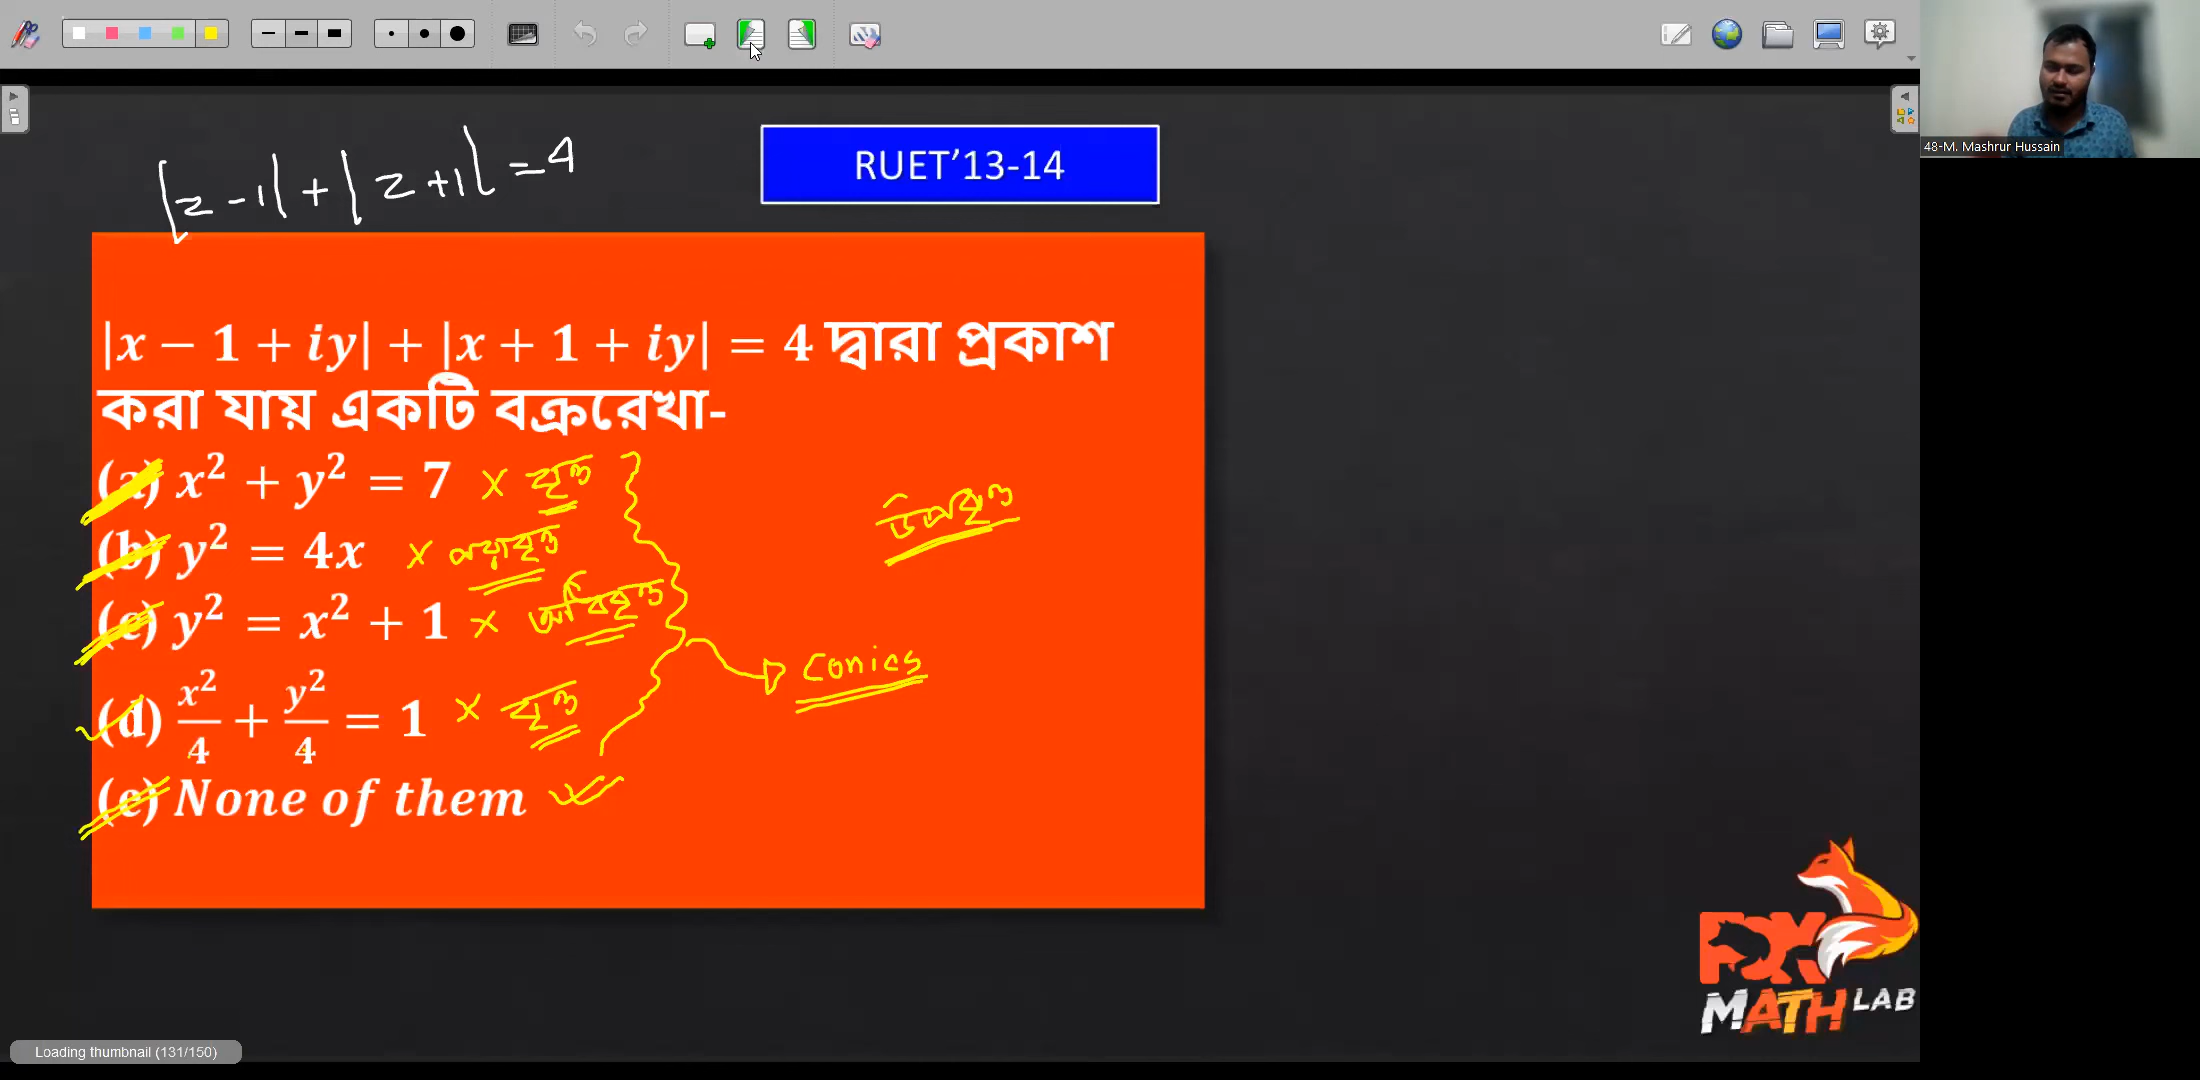 48-M. Mashrur Hussain
|z-1| + |z+1| = 4
RUET'13-14
|x − 1 + iy| + |x + 1 + iy| = 4 দ্বারা প্রকাশ
করা যায় একটি বক্ররেখা-
(a) x² + y² = 7 × বৃত্ত
উপবৃত্ত
(b) y² = 4x × পরাবৃত্ত
(c) y² = x² + 1 × অধিবৃত্ত
Conics
(d) x²/4 + y²/4 = 1 × বৃত্ত
(e) None of them
FOX
MATH LAB
Loading thumbnail (131/150)